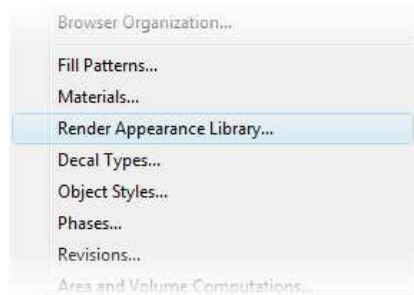 Browser Organization...
Fill Patterns...
Materials...
Render Appearance Library...
Decal Types...
Object Styles...
Phases...
Revisions...
Area and Volume Computations...